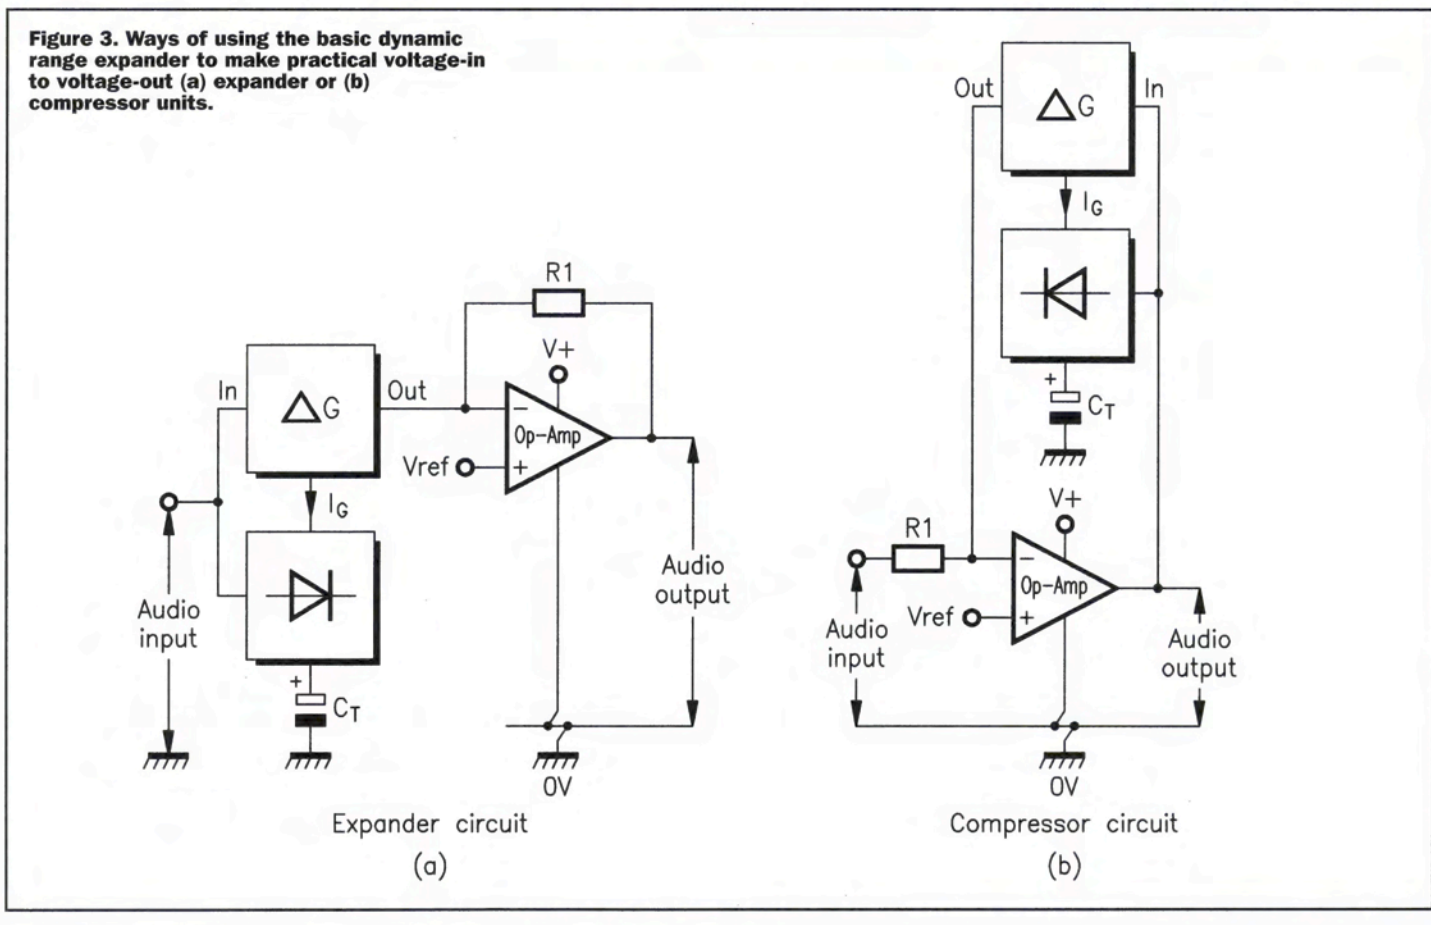 Figure 3. Ways of using the basic dynamic
range expander to make practical voltage-in
to voltage-out (a) expander or (b)
compressor units.
In
△G
Out
IG
Audio
input
+
CT
R1
V+
−
Op-Amp
Vref
+
Audio
output
0V
Expander circuit
(a)
Out
△G
In
IG
+
CT
V+
R1
−
Op-Amp
Vref
+
Audio
input
Audio
output
0V
Compressor circuit
(b)